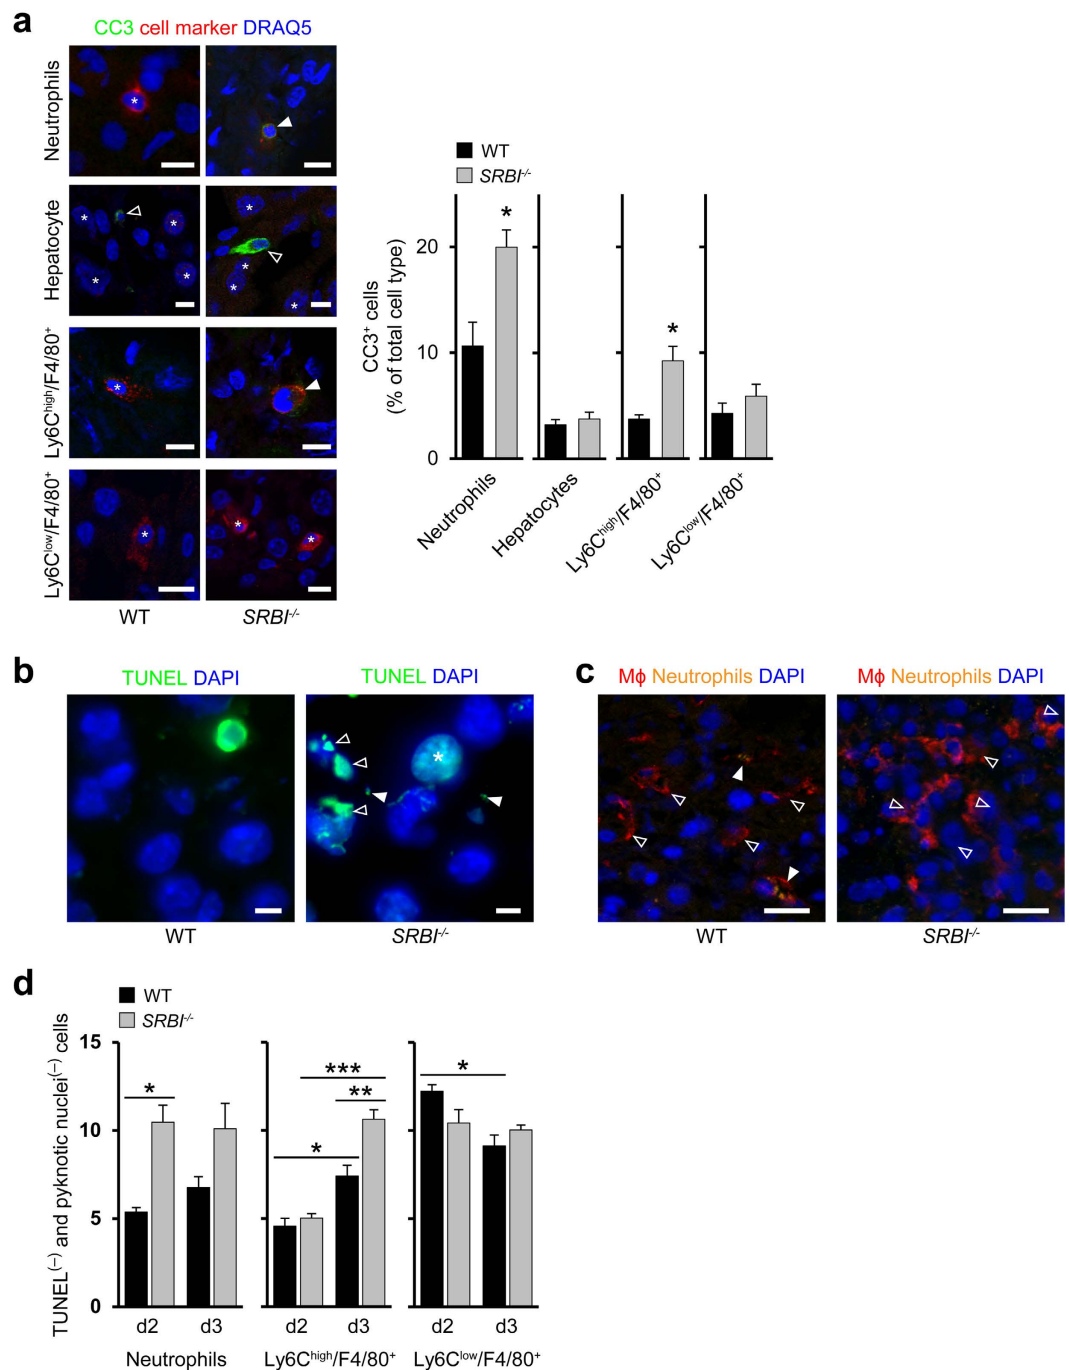 a
CC3 cell marker DRAQ5
Neutrophils
Hepatocyte
Ly6Chigh/F4/80+
Ly6Clow/F4/80+
WT
SRBI-/-
WT
SRBI-/-
CC3+ cells
(% of total cell type)
20
10
0
*
*
Neutrophils
Hepatocytes
Ly6Chigh/F4/80+
Ly6Clow/F4/80+
b
TUNEL DAPI
TUNEL DAPI
WT
SRBI-/-
c
Mϕ Neutrophils DAPI
Mϕ Neutrophils DAPI
WT
SRBI-/-
d
WT
SRBI-/-
TUNEL(−) and pyknotic nuclei(−) cells
15
10
5
0
*
***
**
*
*
d2 d3 d2 d3 d2 d3
Neutrophils Ly6Chigh/F4/80+ Ly6Clow/F4/80+